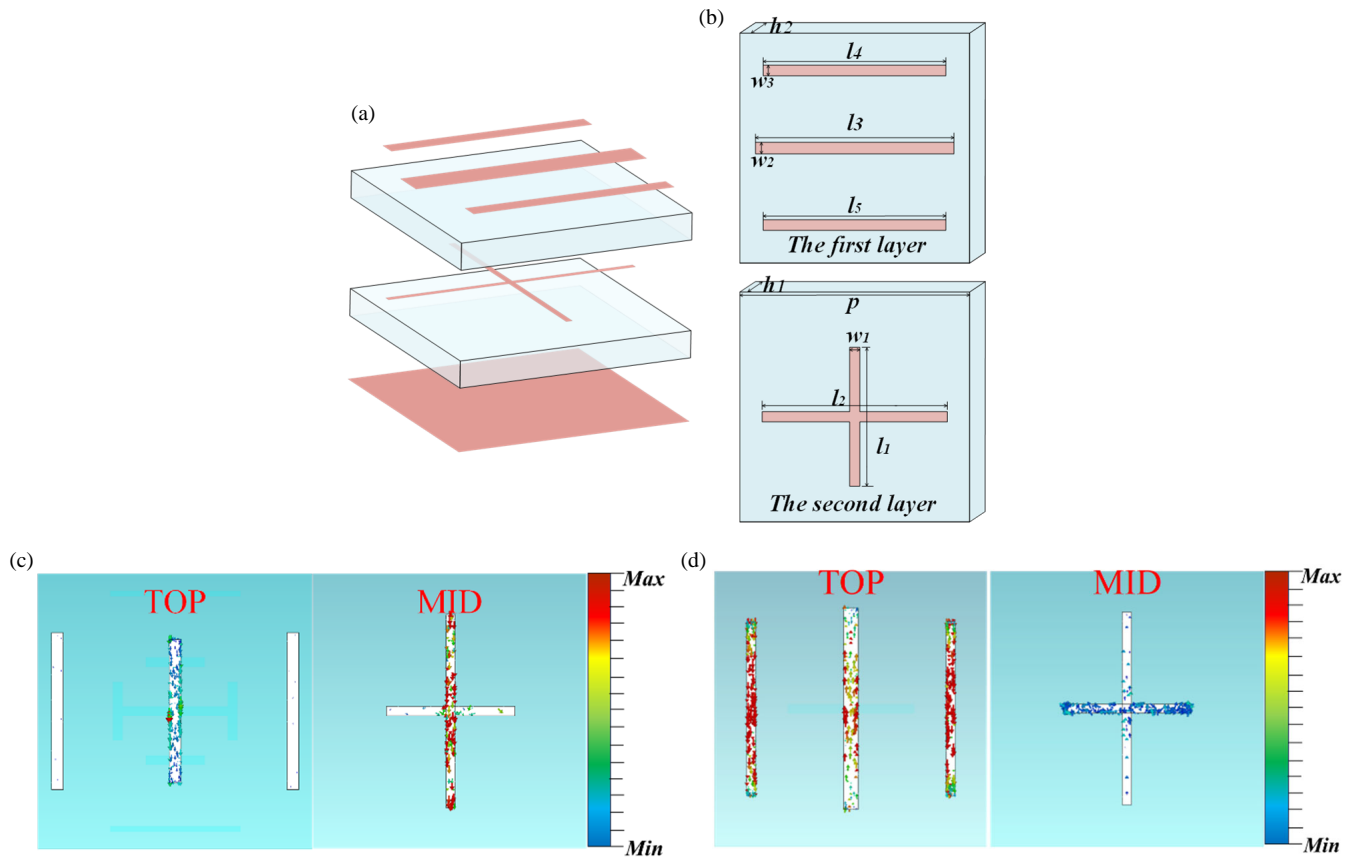 (a)
(b)
h2
l4
w3
l3
w2
l5
The first layer
h1
p
w1
l2
l1
The second layer
(c)
TOP
MID
Max
Min
(d)
TOP
MID
Max
Min